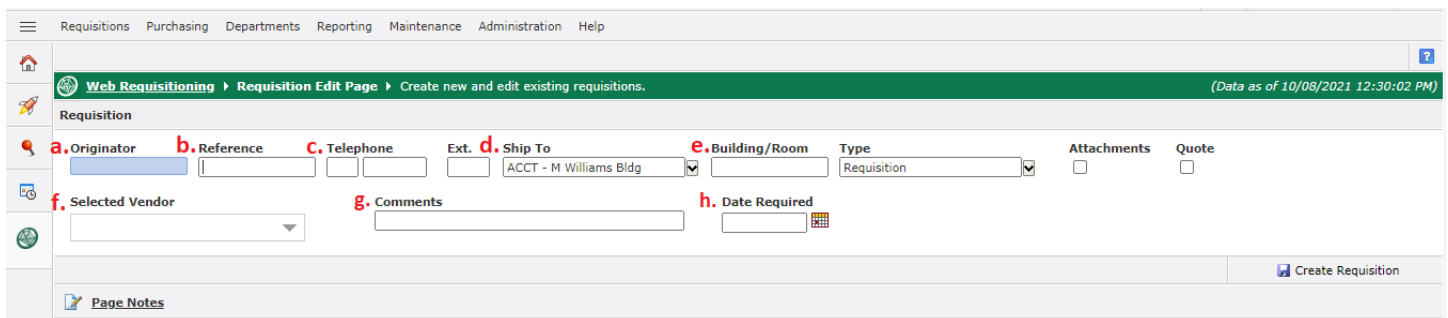 Requisitions Purchasing Departments Reporting Maintenance Administration Help
?
Web Requisitioning Requisition Edit Page Create new and edit existing requisitions. (Data as of 10/08/2021 12:30:02 PM)
Requisition
a. Originator b. Reference c. Telephone Ext. d. Ship To e. Building/Room Type Attachments Quote
ACCT - M Williams Bldg Requisition
f. Selected Vendor g. Comments h. Date Required
Create Requisition
Page Notes